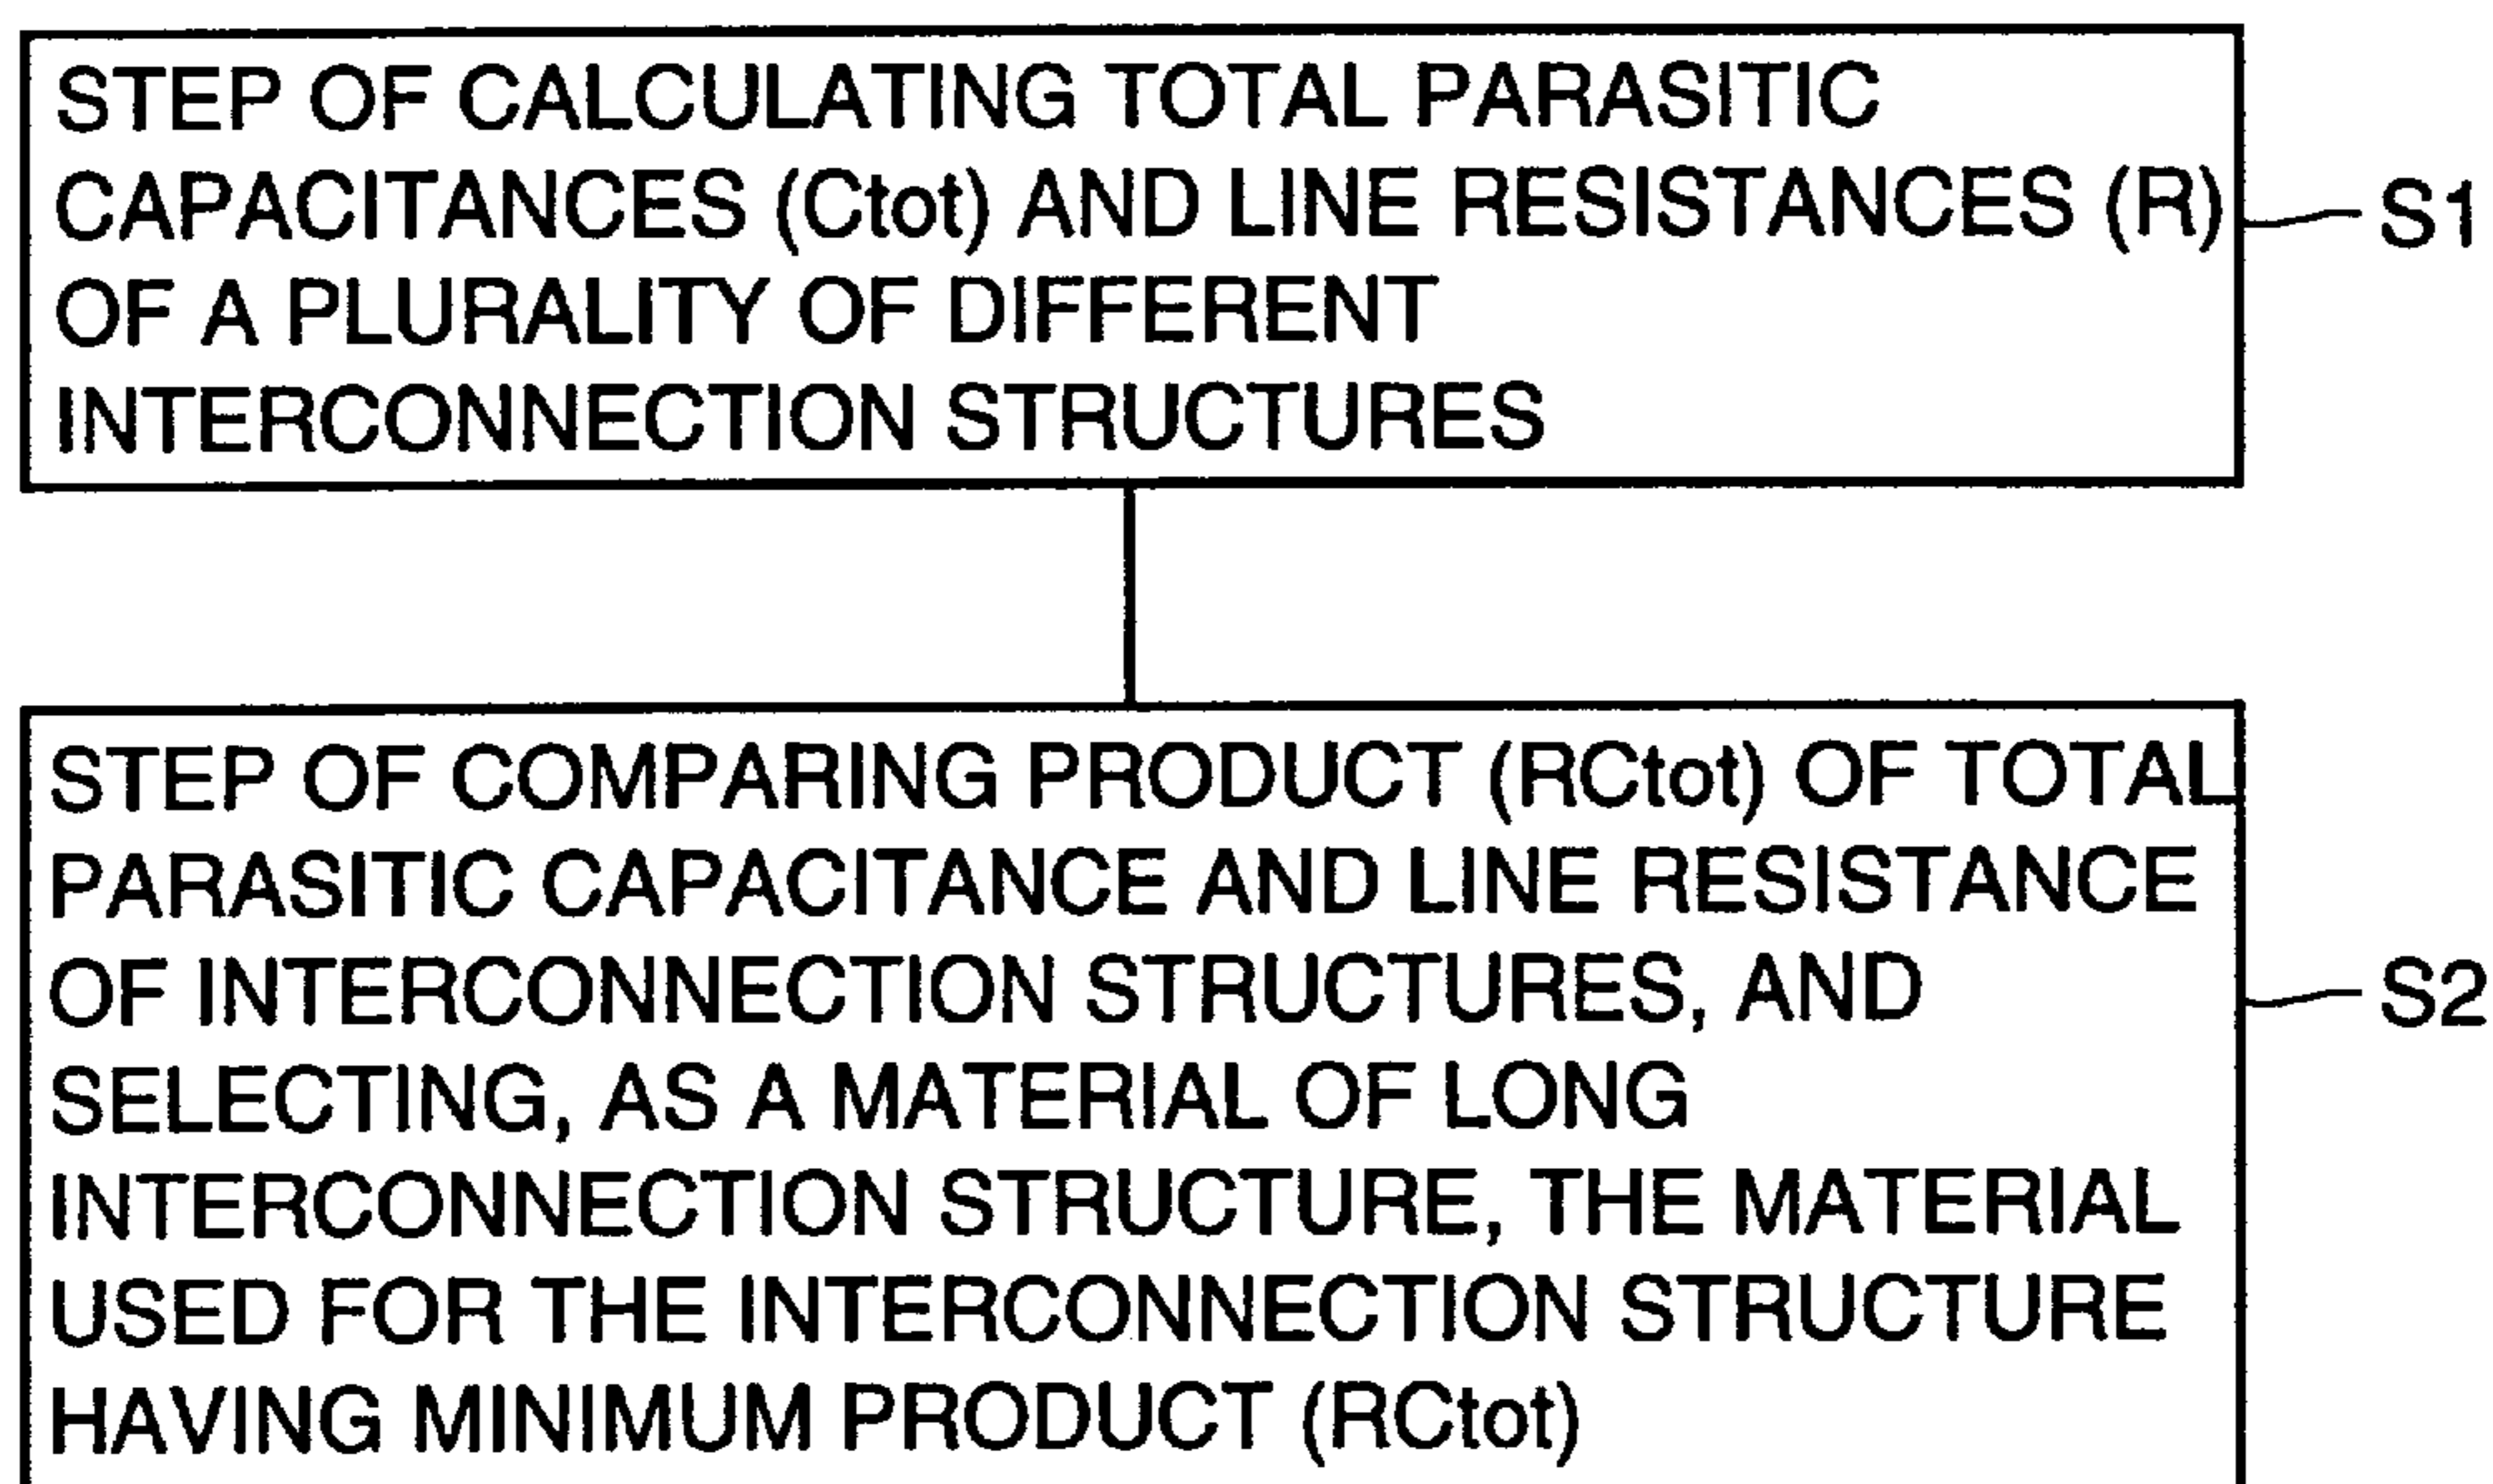 STEP OF CALCULATING TOTAL PARASITIC
CAPACITANCES (Ctot) AND LINE RESISTANCES (R)
OF A PLURALITY OF DIFFERENT
INTERCONNECTION STRUCTURES
S1
STEP OF COMPARING PRODUCT (RCtot) OF TOTAL
PARASITIC CAPACITANCE AND LINE RESISTANCE
OF INTERCONNECTION STRUCTURES, AND
SELECTING, AS A MATERIAL OF LONG
INTERCONNECTION STRUCTURE, THE MATERIAL
USED FOR THE INTERCONNECTION STRUCTURE
HAVING MINIMUM PRODUCT (RCtot)
S2